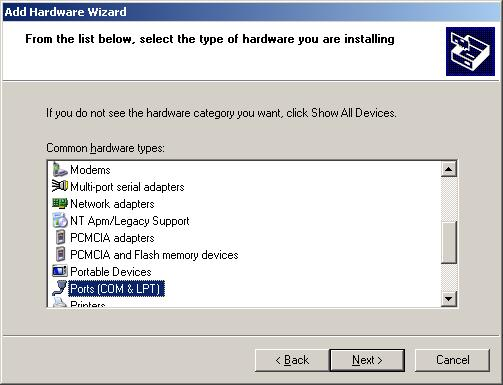 Add Hardware Wizard
From the list below, select the type of hardware you are installing
If you do not see the hardware category you want, click Show All Devices.
Common hardware types:
Modems
Multi-port serial adapters
Network adapters
NT Apm/Legacy Support
PCMCIA adapters
PCMCIA and Flash memory devices
Portable Devices
Ports (COM & LPT)
Printers
< Back
Next >
Cancel